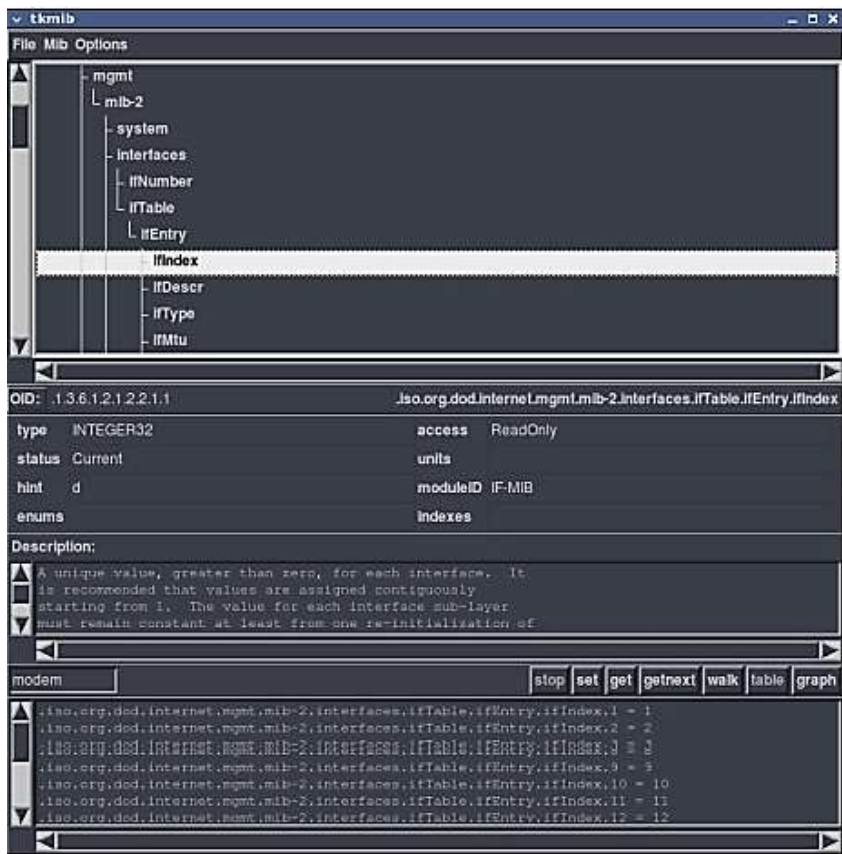 tkmib
File Mib Options
mgmt
mib-2
system
interfaces
ifNumber
ifTable
ifEntry
ifIndex
ifDescr
ifType
ifMtu
OID: .1.3.6.1.2.1.2.2.1.1 .iso.org.dod.internet.mgmt.mib-2.interfaces.ifTable.ifEntry.ifIndex
type INTEGER32 access ReadOnly
status Current units
hint d moduleID IF-MIB
enums indexes
Description:
A unique value, greater than zero, for each interface. It
is recommended that values are assigned contiguously
starting from 1. The value for each interface sub-layer
must remain constant at least from one re-initialization of
modem stop set get getnext walk table graph
.iso.org.dod.internet.mgmt.mib-2.interfaces.ifTable.ifEntry.ifIndex.1 = 1
.iso.org.dod.internet.mgmt.mib-2.interfaces.ifTable.ifEntry.ifIndex.2 = 2
.iso.org.dod.internet.mgmt.mib-2.interfaces.ifTable.ifEntry.ifIndex.3 = 3
.iso.org.dod.internet.mgmt.mib-2.interfaces.ifTable.ifEntry.ifIndex.9 = 9
.iso.org.dod.internet.mgmt.mib-2.interfaces.ifTable.ifEntry.ifIndex.10 = 10
.iso.org.dod.internet.mgmt.mib-2.interfaces.ifTable.ifEntry.ifIndex.11 = 11
.iso.org.dod.internet.mgmt.mib-2.interfaces.ifTable.ifEntry.ifIndex.12 = 12